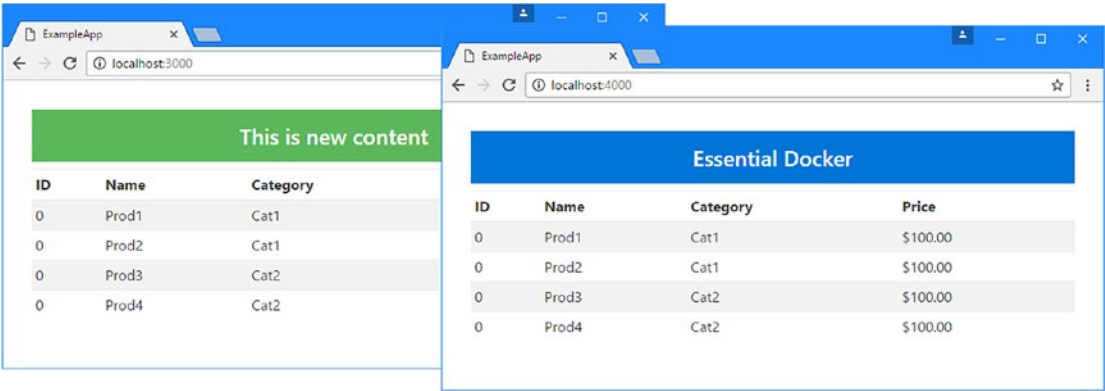 ExampleApp
localhost:3000
This is new content
ID Name Category
0 Prod1 Cat1
0 Prod2 Cat1
0 Prod3 Cat2
0 Prod4 Cat2
ExampleApp
localhost:4000
Essential Docker
ID Name Category Price
0 Prod1 Cat1 $100.00
0 Prod2 Cat1 $100.00
0 Prod3 Cat2 $100.00
0 Prod4 Cat2 $100.00